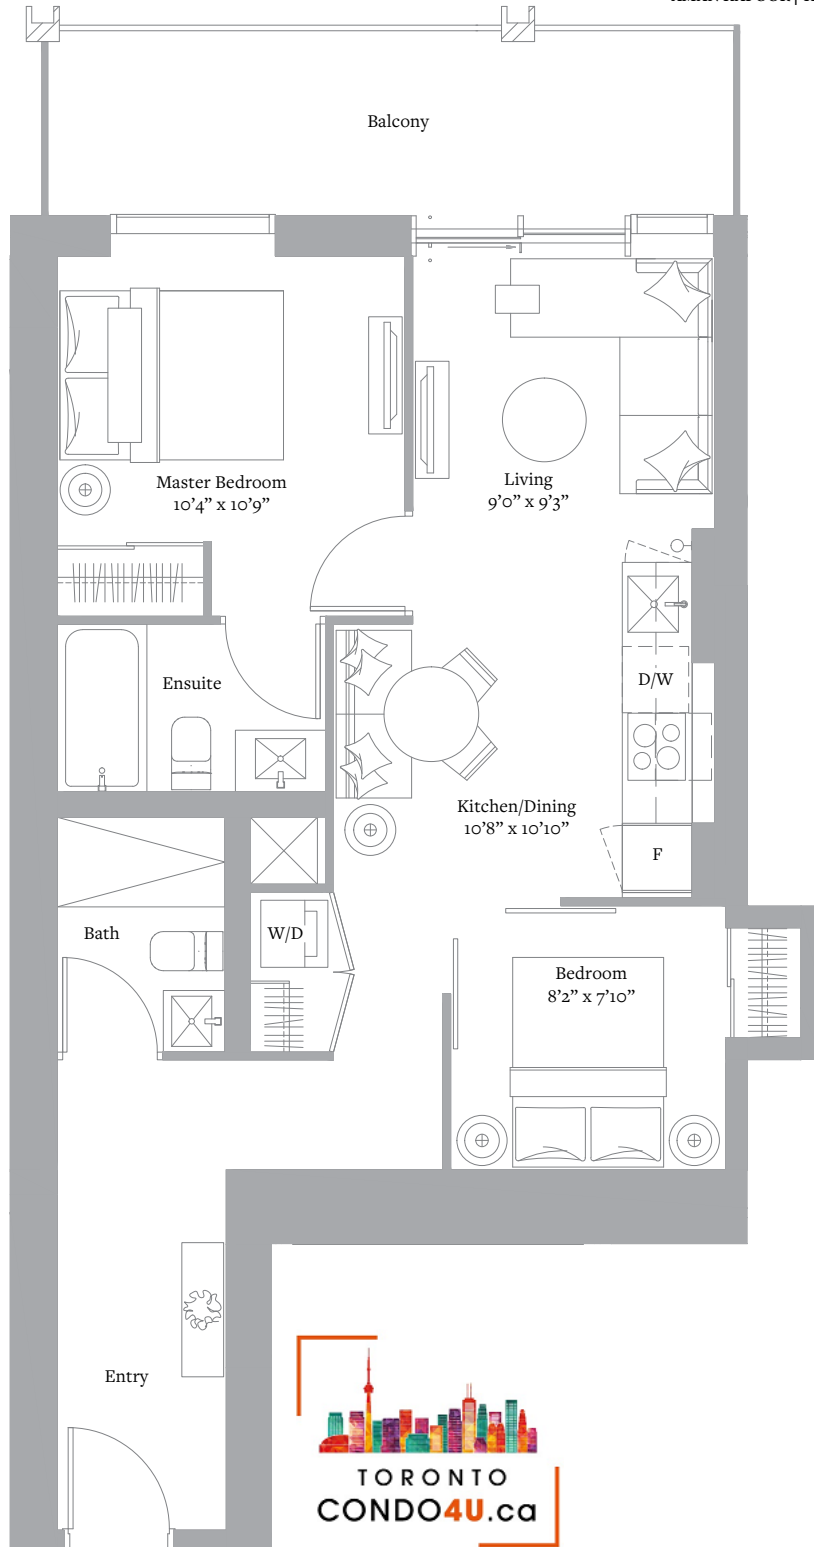 Balcony
Master Bedroom
10’4” x 10’9”
Living
9’0” x 9’3”
Ensuite
D/W
Kitchen/Dining
10’8” x 10’10”
F
Bath
W/D
Bedroom
8’2” x 7’10”
Entry
TORONTO
CONDO4U.ca